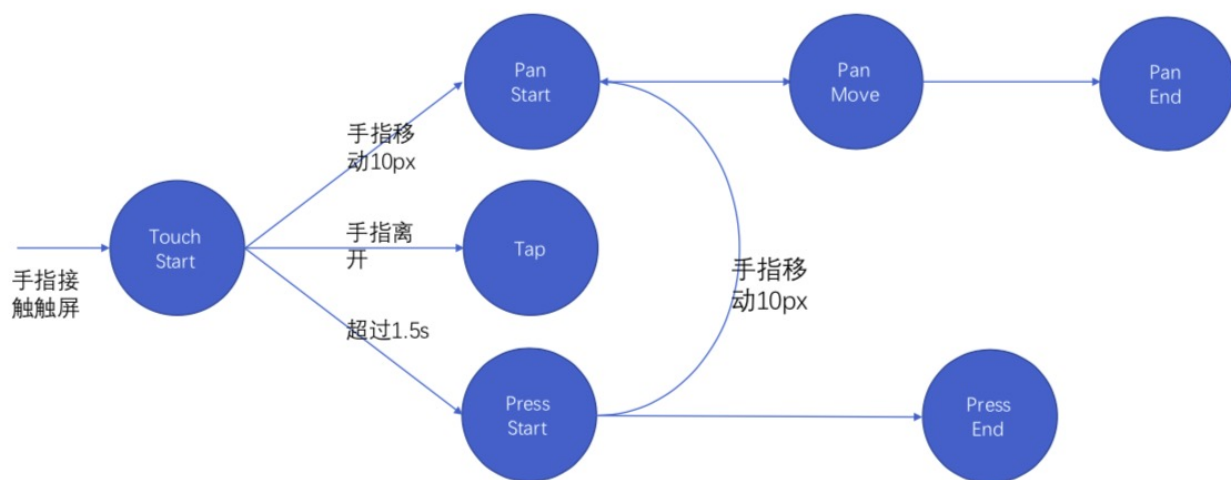 Pan
Start
Pan
Move
Pan
End
手指移
动10px
Touch
Start
手指离
开
Tap
手指接
触触屏
手指移
动10px
超过1.5s
Press
Start
Press
End